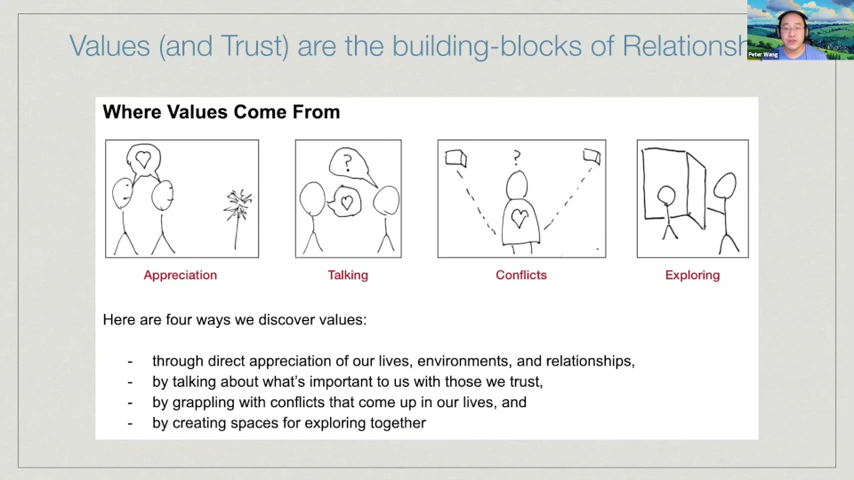 Values (and Trust) are the building-blocks of Relationsh
Peter Wang
Where Values Come From
?
?
Appreciation
Talking
Conflicts
Exploring
Here are four ways we discover values:
- through direct appreciation of our lives, environments, and relationships,
- by talking about what's important to us with those we trust,
- by grappling with conflicts that come up in our lives, and
- by creating spaces for exploring together